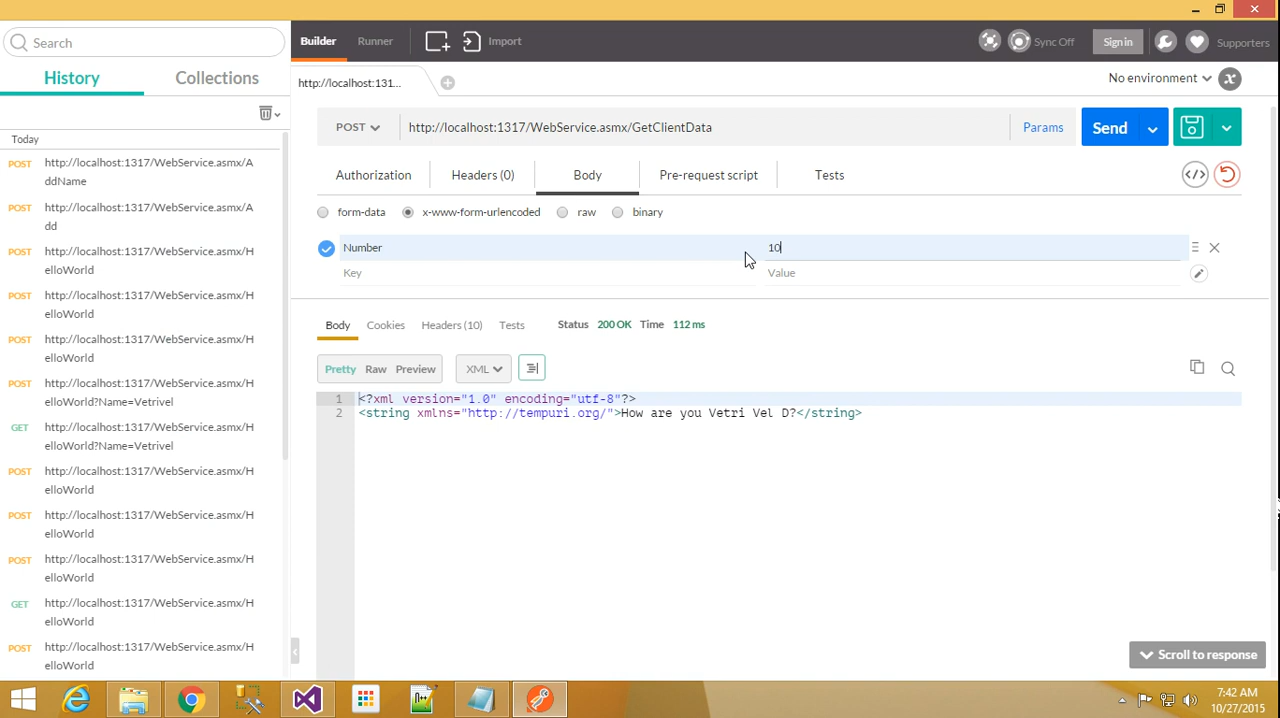 Search
Builder
Runner
Import
Sync Off
Sign in
Supporters
History
Collections
http://localhost:131...
No environment
x
POST
http://localhost:1317/WebService.asmx/GetClientData
Params
Send
Today
Authorization
Headers (0)
Body
Pre-request script
Tests
</>
form-data
x-www-form-urlencoded
raw
binary
Number
10
Key
Value
Body
Cookies
Headers (10)
Tests
Status 200 OK Time 112 ms
Pretty
Raw
Preview
XML
1 <?xml version="1.0" encoding="utf-8"?>
2 <string xmlns="http://tempuri.org/">How are you Vetri Vel D?</string>
POST http://localhost:1317/WebService.asmx/A
ddName
POST http://localhost:1317/WebService.asmx/A
dd
POST http://localhost:1317/WebService.asmx/H
elloWorld
POST http://localhost:1317/WebService.asmx/H
elloWorld
POST http://localhost:1317/WebService.asmx/H
elloWorld
POST http://localhost:1317/WebService.asmx/H
elloWorld?Name=Vetrivel
GET http://localhost:1317/WebService.asmx/H
elloWorld?Name=Vetrivel
POST http://localhost:1317/WebService.asmx/H
elloWorld
POST http://localhost:1317/WebService.asmx/H
elloWorld
POST http://localhost:1317/WebService.asmx/H
elloWorld
GET http://localhost:1317/WebService.asmx/H
elloWorld
POST http://localhost:1317/WebService.asmx/H
elloWorld
Scroll to response
7:42 AM
10/27/2015